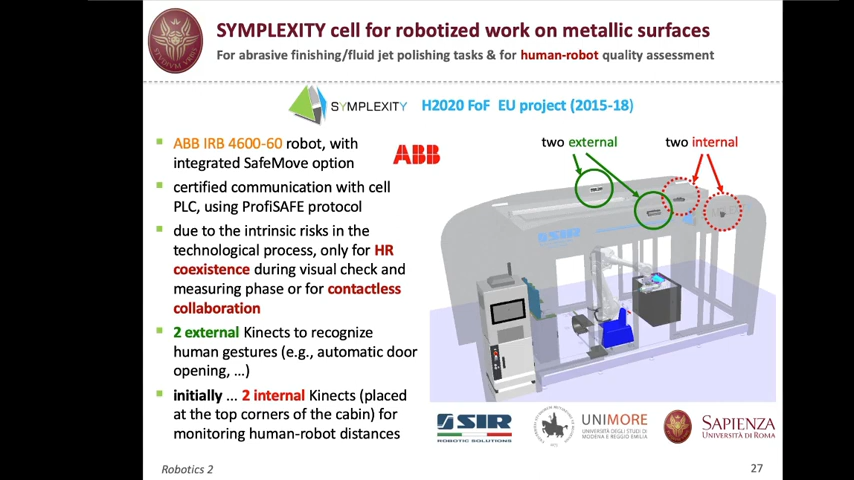 SYMPLEXITY cell for robotized work on metallic surfaces
For abrasive finishing/fluid jet polishing tasks & for human-robot quality assessment
SYMPLEXITY H2020 FoF EU project (2015-18)
ABB IRB 4600-60 robot, with
integrated SafeMove option
ABB
certified communication with cell
PLC, using ProfiSAFE protocol
due to the intrinsic risks in the
technological process, only for HR
coexistence during visual check and
measuring phase or for contactless
collaboration
2 external Kinects to recognize
human gestures (e.g., automatic door
opening, ...)
initially ... 2 internal Kinects (placed
at the top corners of the cabin) for
monitoring human-robot distances
two external
two internal
SIR
SIR
ROBOTIC SOLUTIONS
UNIMORE
UNIVERSITÀ DEGLI STUDI DI
MODENA E REGGIO EMILIA
SAPIENZA
UNIVERSITÀ DI ROMA
Robotics 2
27